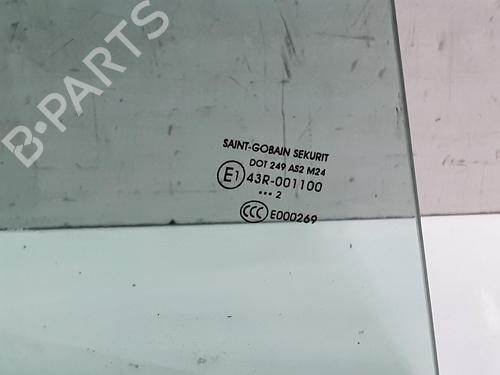 B-PARTS
SAINT-GOBAIN SEKURIT
DOT 249 AS2 M24
E1 43R-001100
••• 2
CCC E000269